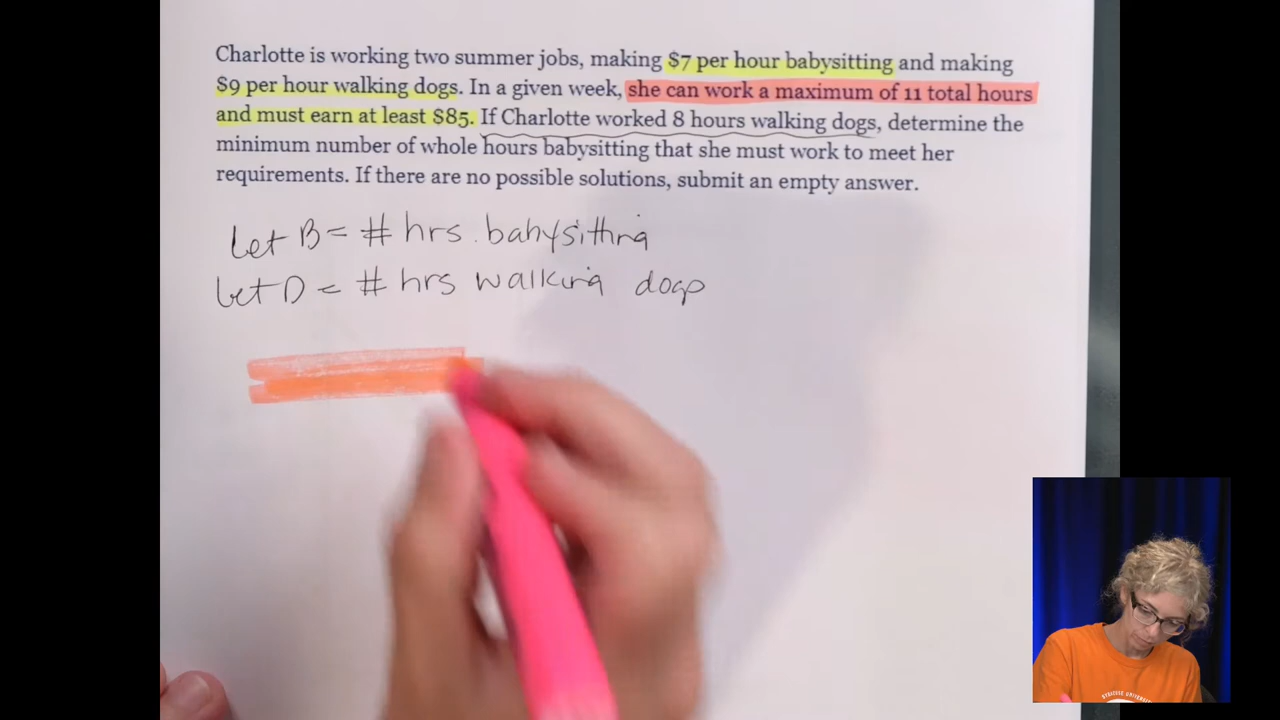 Charlotte is working two summer jobs, making $7 per hour babysitting and making
$9 per hour walking dogs. In a given week, she can work a maximum of 11 total hours
and must earn at least $85. If Charlotte worked 8 hours walking dogs, determine the
minimum number of whole hours babysitting that she must work to meet her
requirements. If there are no possible solutions, submit an empty answer.
Let B = # hrs. babysitting
Let D = # hrs walking dogs
SYRACUSE UNIVERSITY